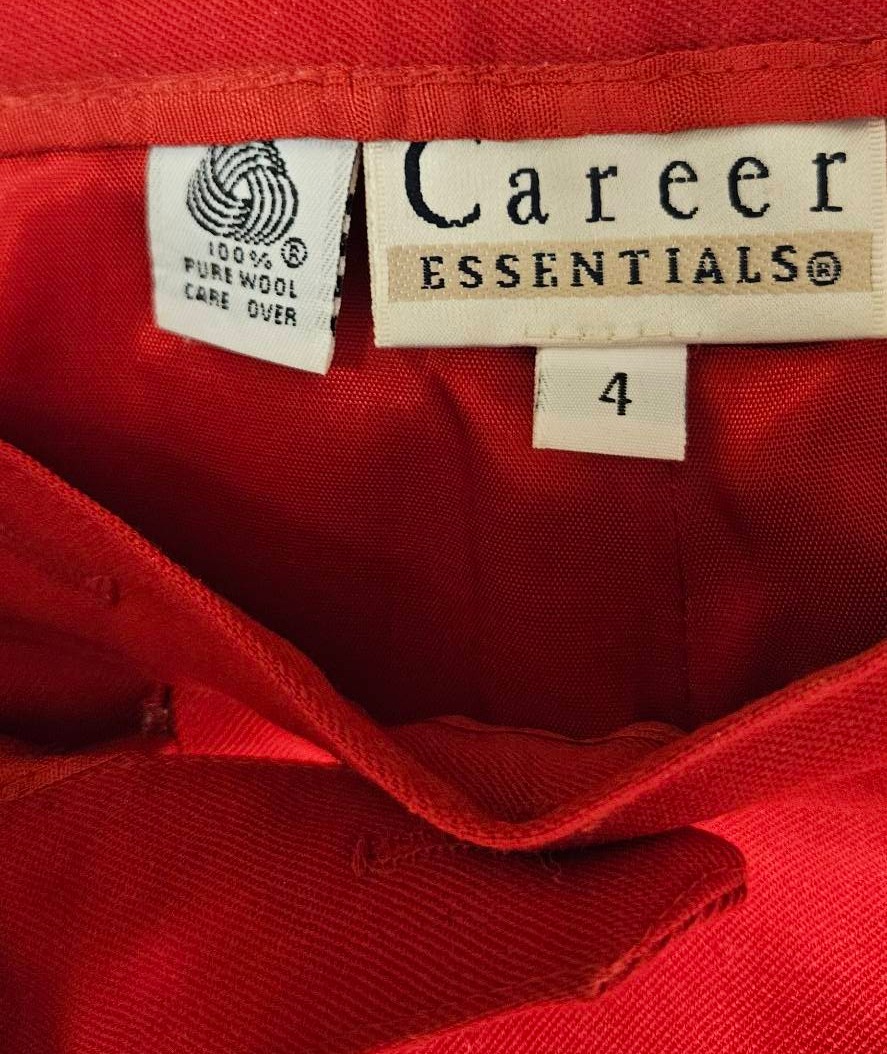 100% ®
PURE WOOL
CARE OVER
Career
ESSENTIALS®
4